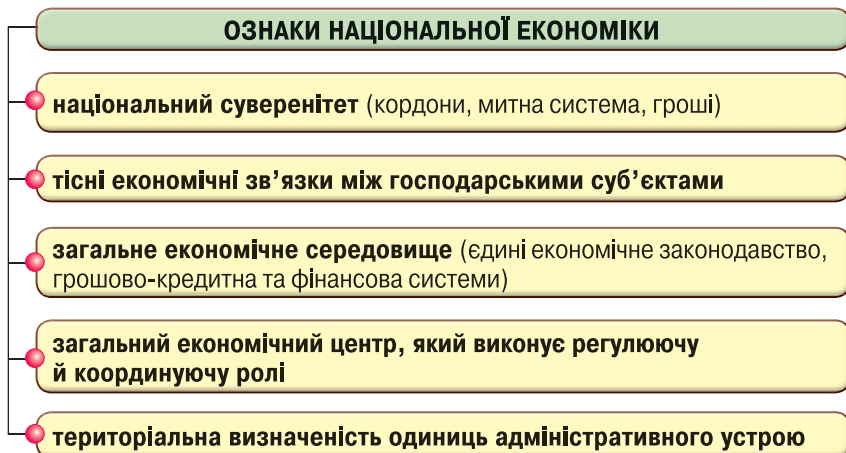 ОЗНАКИ НАЦІОНАЛЬНОЇ ЕКОНОМІКИ
національний суверенітет (кордони, митна система, гроші)
тісні економічні зв’язки між господарськими суб’єктами
загальне економічне середовище (єдині економічне законодавство,
грошово-кредитна та фінансова системи)
загальний економічний центр, який виконує регулюючу
й координуючу ролі
територіальна визначеність одиниць адміністративного устрою